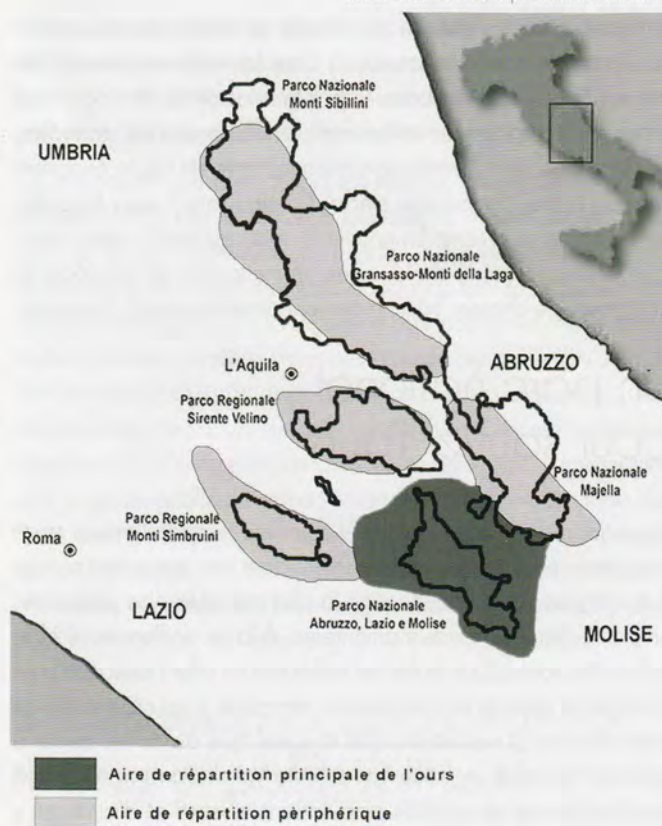 Parco Nazionale
Monti Sibillini
UMBRIA
Parco Nazionale
Gransasso-Monti della Laga
L'Aquila
ABRUZZO
Parco Regionale
Sirente Velino
Parco Nazionale
Majella
Parco Regionale
Monti Simbruini
Roma
LAZIO
Parco Nazionale
Abruzzo, Lazio e Molise
MOLISE
Aire de répartition principale de l'ours
Aire de répartition périphérique